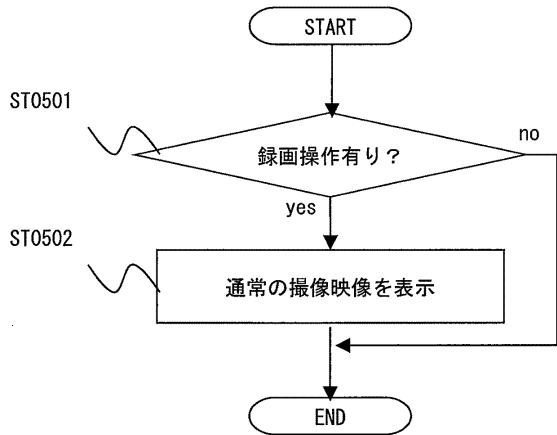 START
ST0501
録画操作有り？
no
yes
ST0502
通常の撮像映像を表示
END